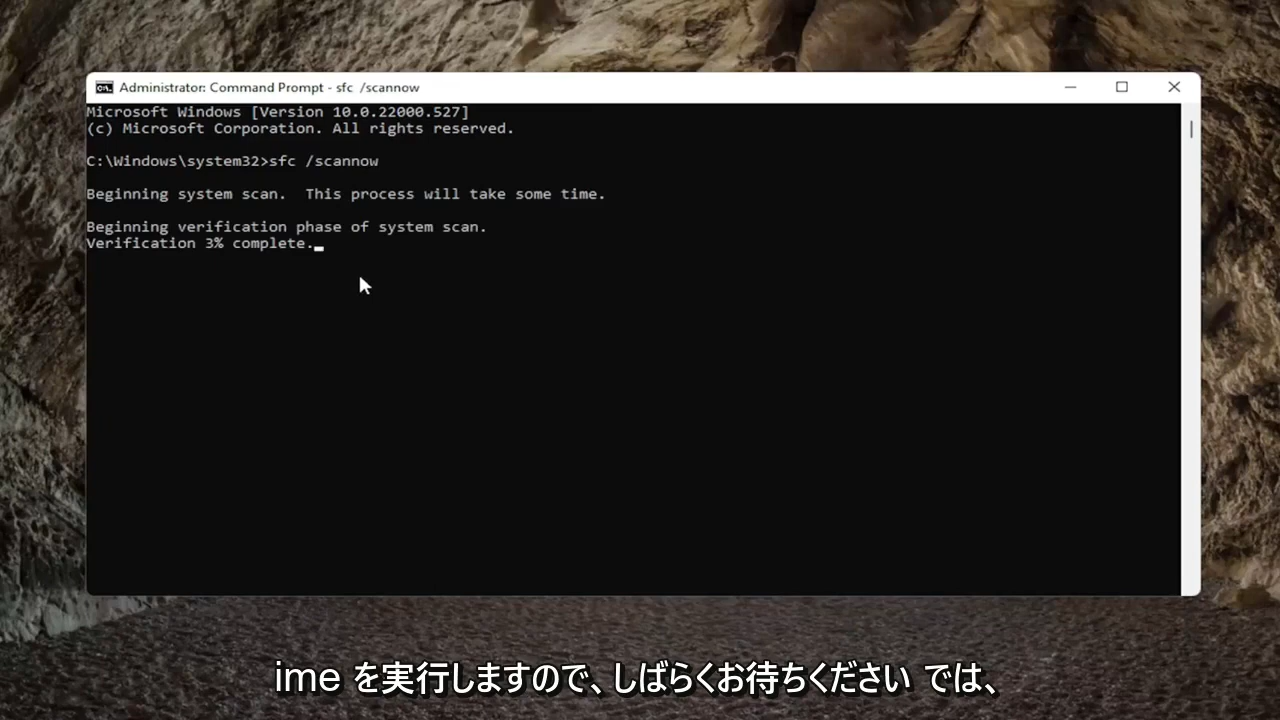 Administrator: Command Prompt - sfc /scannow
Microsoft Windows [Version 10.0.22000.527]
(c) Microsoft Corporation. All rights reserved.
C:\Windows\system32>sfc /scannow
Beginning system scan.  This process will take some time.
Beginning verification phase of system scan.
Verification 3% complete.
ime を実行しますので、しばらくお待ちください では、